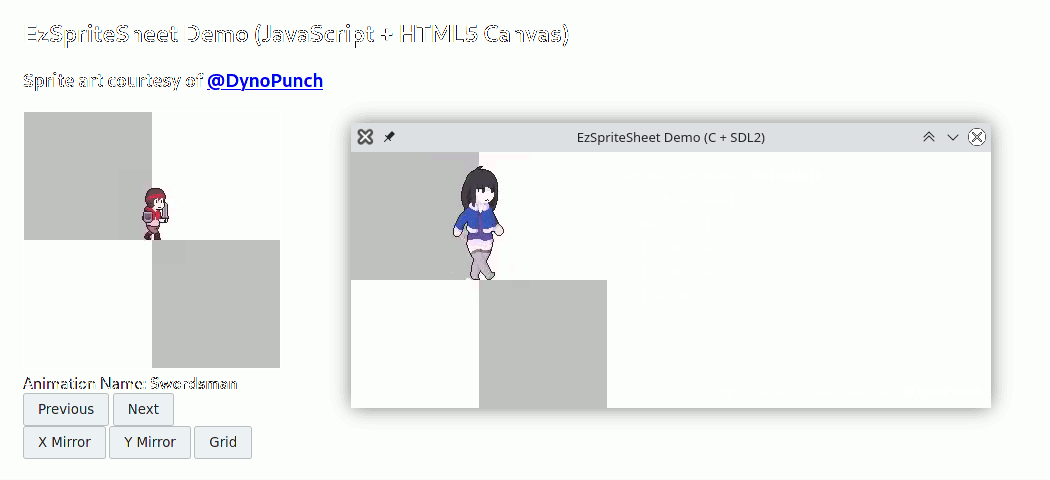 EzSpriteSheet Demo (JavaScript + HTML5 Canvas)
Sprite art courtesy of @DynoPunch
EzSpriteSheet Demo (C + SDL2)
Animation Name: Swordsman
Previous Next
X Mirror Y Mirror Grid